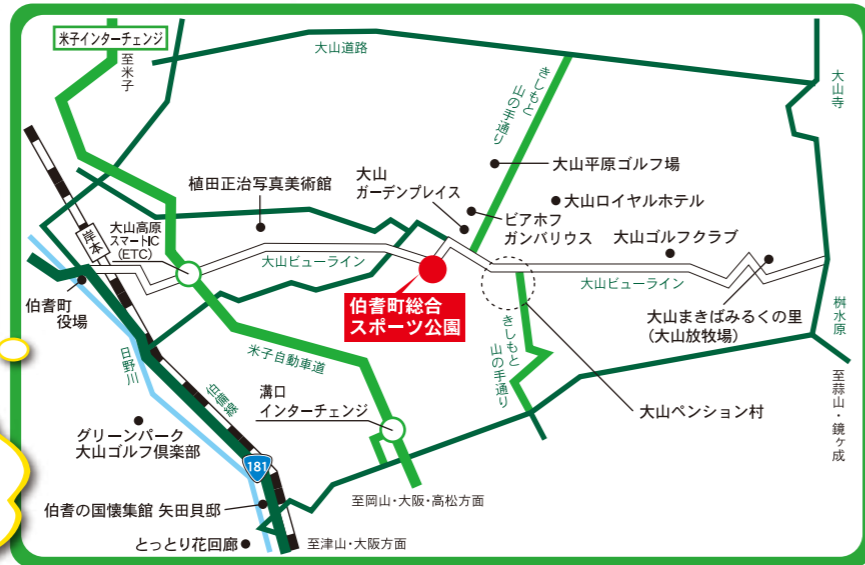 米子インターチェンジ
至米子
大山道路
きしもと
山の手通り
大山寺
植田正治写真美術館
大山
ガーデンプレイス
大山平原ゴルフ場
大山ロイヤルホテル
ビアホフ
ガンバリウス
大山ゴルフクラブ
岸本
大山高原
スマートIC
(ETC)
大山ビューライン
大山ビューライン
伯耆町
役場
伯耆町総合
スポーツ公園
大山まきばみるくの里
(大山放牧場)
桝水原
日野川
米子自動車道
きしもと
山の手通り
至蒜山・鏡ヶ成
伯備線
溝口
インターチェンジ
大山ペンション村
グリーンパーク
大山ゴルフ倶楽部
181
伯耆の国懐集館 矢田貝邸
至岡山・大阪・高松方面
とっとり花回廊
至津山・大阪方面